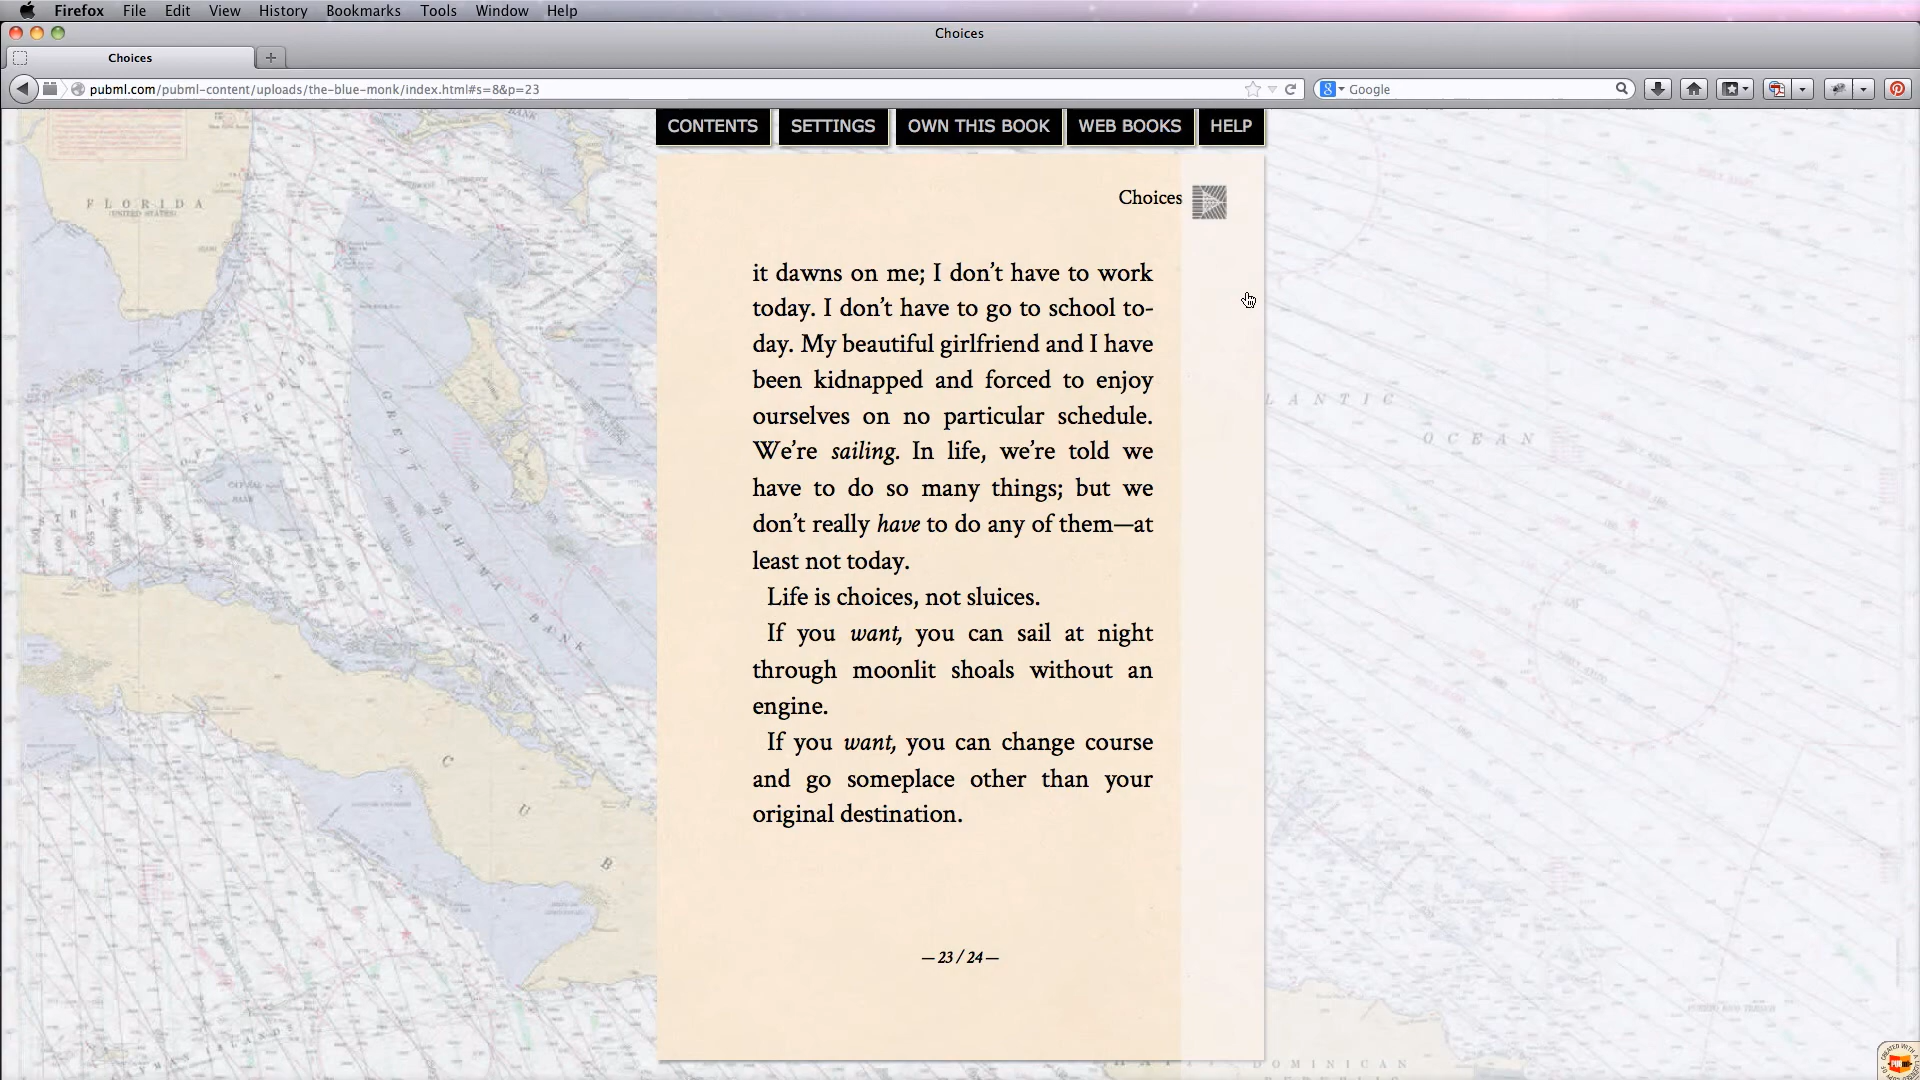 Firefox File Edit View History Bookmarks Tools Window Help
Choices
Choices
pubml.com/pubml-content/uploads/the-blue-monk/index.html#s=8&p=23
Google
CONTENTS SETTINGS OWN THIS BOOK WEB BOOKS HELP
Choices
it dawns on me; I don’t have to work
today. I don’t have to go to school to-
day. My beautiful girlfriend and I have
been kidnapped and forced to enjoy
ourselves on no particular schedule.
We’re sailing. In life, we’re told we
have to do so many things; but we
don’t really have to do any of them—at
least not today.
Life is choices, not sluices.
If you want, you can sail at night
through moonlit shoals without an
engine.
If you want, you can change course
and go someplace other than your
original destination.
— 23 / 24 —
FLORIDA
(UNITED STATES)
GREAT BAHAMA BANK
CUB
LANTIC
OCEAN
DOMINICAN